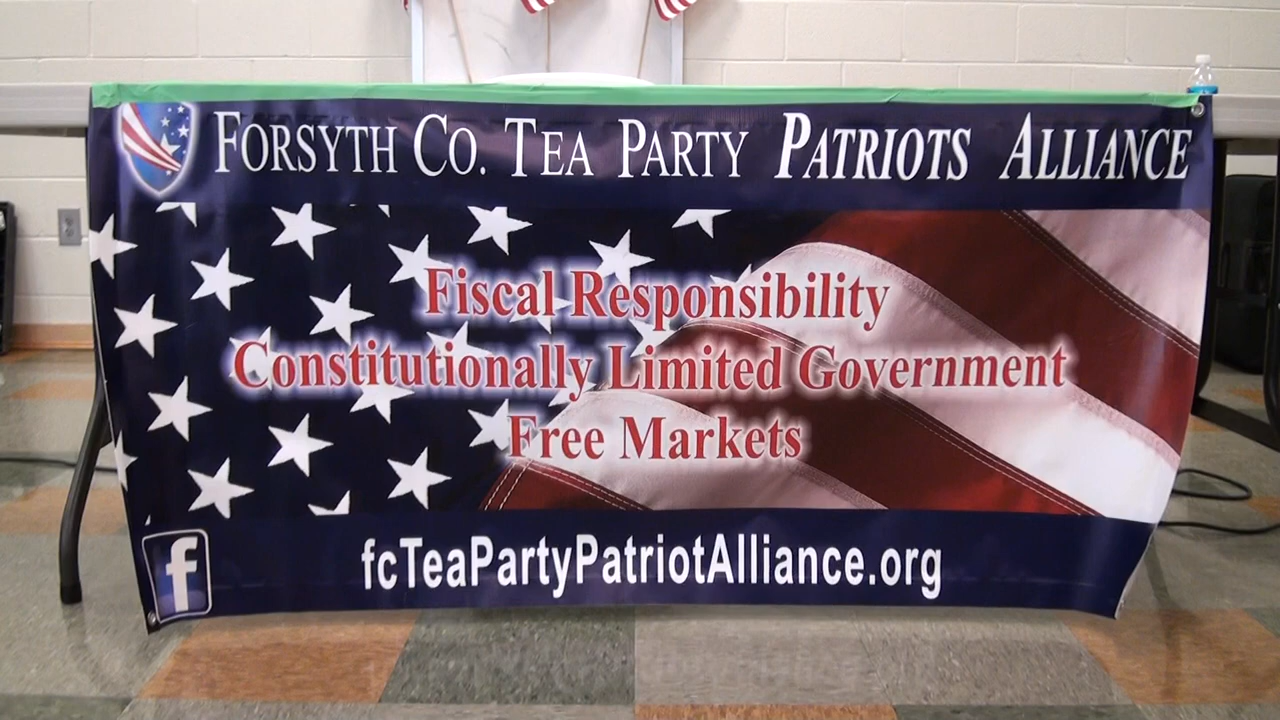 Forsyth Co. Tea Party Patriots Alliance
Fiscal Responsibility
Constitutionally Limited Government
Free Markets
f
fcTeaPartyPatriotAlliance.org